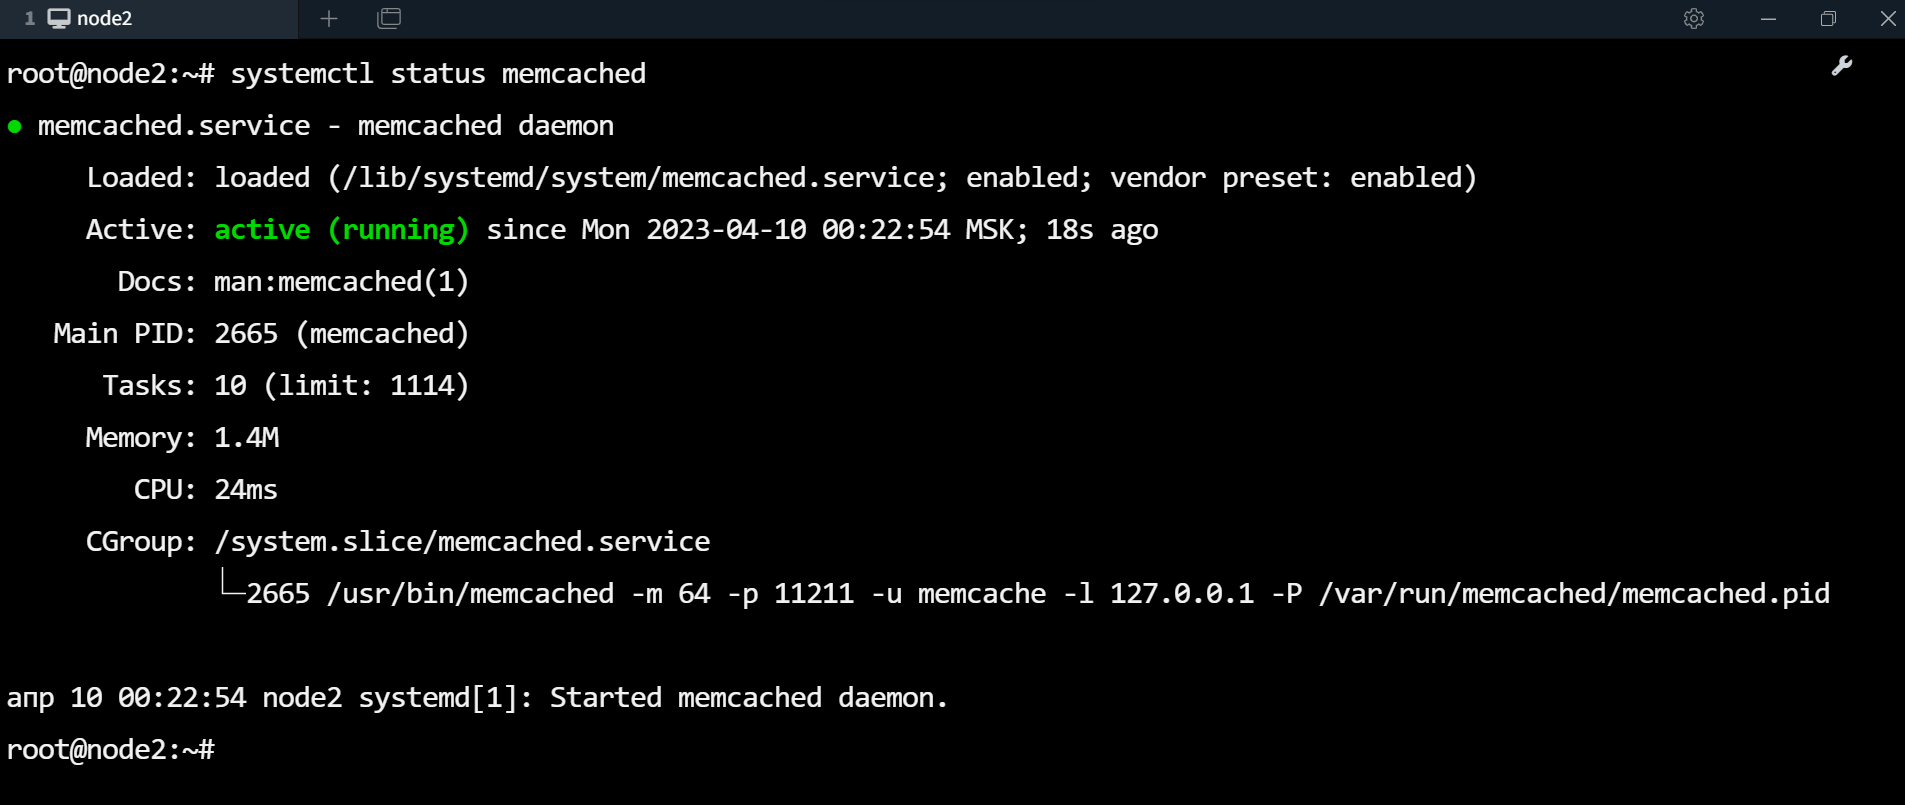 1 node2
root@node2:~# systemctl status memcached
● memcached.service - memcached daemon
Loaded: loaded (/lib/systemd/system/memcached.service; enabled; vendor preset: enabled)
Active: active (running) since Mon 2023-04-10 00:22:54 MSK; 18s ago
Docs: man:memcached(1)
Main PID: 2665 (memcached)
Tasks: 10 (limit: 1114)
Memory: 1.4M
CPU: 24ms
CGroup: /system.slice/memcached.service
└─2665 /usr/bin/memcached -m 64 -p 11211 -u memcache -l 127.0.0.1 -P /var/run/memcached/memcached.pid
апр 10 00:22:54 node2 systemd[1]: Started memcached daemon.
root@node2:~#